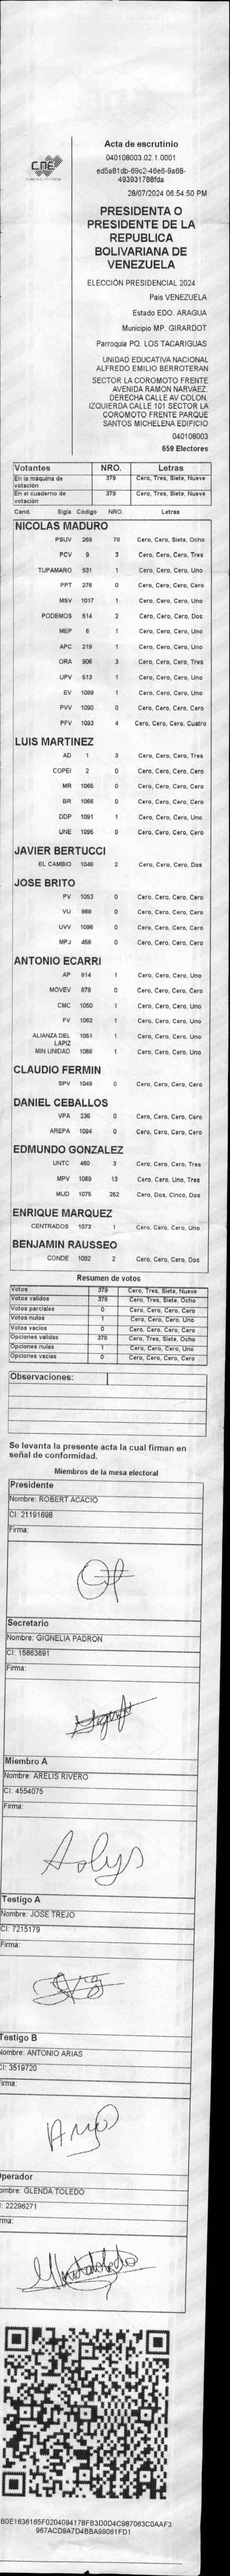 CNE
Acta de escrutinio
040108003.02.1.0001
ed5a81db-69c2-46e6-9a68-
493931768fda
28/07/2024 06:54:50 PM
PRESIDENTA O
PRESIDENTE DE LA
REPUBLICA
BOLIVARIANA DE
VENEZUELA
ELECCIÓN PRESIDENCIAL 2024
Pais VENEZUELA
Estado EDO. ARAGUA
Municipio MP. GIRARDOT
Parroquia PQ. LOS TACARIGUAS
UNIDAD EDUCATIVA NACIONAL
ALFREDO EMILIO BERROTERAN
SECTOR LA COROMOTO FRENTE
AVENIDA RAMON NARVAEZ.
DERECHA CALLE AV COLON.
IZQUIERDA CALLE 101 SECTOR LA
COROMOTO FRENTE PARQUE
SANTOS MICHELENA EDIFICIO
040108003
659 Electores
Votantes NRO. Letras
En la máquina de votación 379 Cero, Tres, Siete, Nueve
En el cuaderno de votación 379 Cero, Tres, Siete, Nueve
Cand. Sigla Código NRO. Letras
NICOLAS MADURO
PSUV 269 78 Cero, Cero, Siete, Ocho
PCV 9 3 Cero, Cero, Cero, Tres
TUPAMARO 931 1 Cero, Cero, Cero, Uno
PPT 276 0 Cero, Cero, Cero, Cero
MSV 1017 1 Cero, Cero, Cero, Uno
PODEMOS 514 2 Cero, Cero, Cero, Dos
MEP 6 1 Cero, Cero, Cero, Uno
APC 219 1 Cero, Cero, Cero, Uno
ORA 906 3 Cero, Cero, Cero, Tres
UPV 513 1 Cero, Cero, Cero, Uno
EV 1089 1 Cero, Cero, Cero, Uno
PVV 1090 0 Cero, Cero, Cero, Cero
PFV 1093 4 Cero, Cero, Cero, Cuatro
LUIS MARTINEZ
AD 1 3 Cero, Cero, Cero, Tres
COPEI 2 0 Cero, Cero, Cero, Cero
MR 1065 0 Cero, Cero, Cero, Cero
BR 1066 0 Cero, Cero, Cero, Cero
DDP 1091 1 Cero, Cero, Cero, Uno
UNE 1095 0 Cero, Cero, Cero, Cero
JAVIER BERTUCCI
EL CAMBIO 1048 2 Cero, Cero, Cero, Dos
JOSE BRITO
PV 1053 0 Cero, Cero, Cero, Cero
VU 868 0 Cero, Cero, Cero, Cero
UVV 1096 0 Cero, Cero, Cero, Cero
MPJ 458 0 Cero, Cero, Cero, Cero
ANTONIO ECARRI
AP 614 1 Cero, Cero, Cero, Uno
MOVEV 878 0 Cero, Cero, Cero, Cero
CMC 1050 1 Cero, Cero, Cero, Uno
FV 1062 1 Cero, Cero, Cero, Uno
ALIANZA DEL LAPIZ 1051 1 Cero, Cero, Cero, Uno
MIN UNIDAD 1068 1 Cero, Cero, Cero, Uno
CLAUDIO FERMIN
SPV 1049 0 Cero, Cero, Cero, Cero
DANIEL CEBALLOS
VPA 236 0 Cero, Cero, Cero, Cero
AREPA 1094 0 Cero, Cero, Cero, Cero
EDMUNDO GONZALEZ
UNTC 460 3 Cero, Cero, Cero, Tres
MPV 1069 13 Cero, Cero, Uno, Tres
MUD 1075 252 Cero, Dos, Cinco, Dos
ENRIQUE MARQUEZ
CENTRADOS 1073 1 Cero, Cero, Cero, Uno
BENJAMIN RAUSSEO
CONDE 1082 2 Cero, Cero, Cero, Dos
Resumen de votos
Votos 379 Cero, Tres, Siete, Nueve
Votos validos 378 Cero, Tres, Siete, Ocho
Votos parciales 0 Cero, Cero, Cero, Cero
Votos nulos 1 Cero, Cero, Cero, Uno
Votos vacios 0 Cero, Cero, Cero, Cero
Opciones validas 378 Cero, Tres, Siete, Ocho
Opciones nulas 1 Cero, Cero, Cero, Uno
Opciones vacias 0 Cero, Cero, Cero, Cero
Observaciones:
Se levanta la presente acta la cual firman en
señal de conformidad.
Miembros de la mesa electoral
Presidente
Nombre: ROBERT ACACIO
CI: 21191698
Firma:
Secretario
Nombre: GIGNELIA PADRON
CI: 15863691
Firma:
Miembro A
Nombre: ARELIS RIVERO
CI: 4554075
Firma:
Testigo A
Nombre: JOSE TREJO
CI: 7215179
Firma:
Testigo B
Nombre: ANTONIO ARIAS
CI: 3519720
Firma:
Operador
Nombre: GLENDA TOLEDO
CI: 22296271
Firma:
B0E1636165F0204094178FB3D0D4C987063C0AAF3
967ACD9A7D4BBA99061FD1